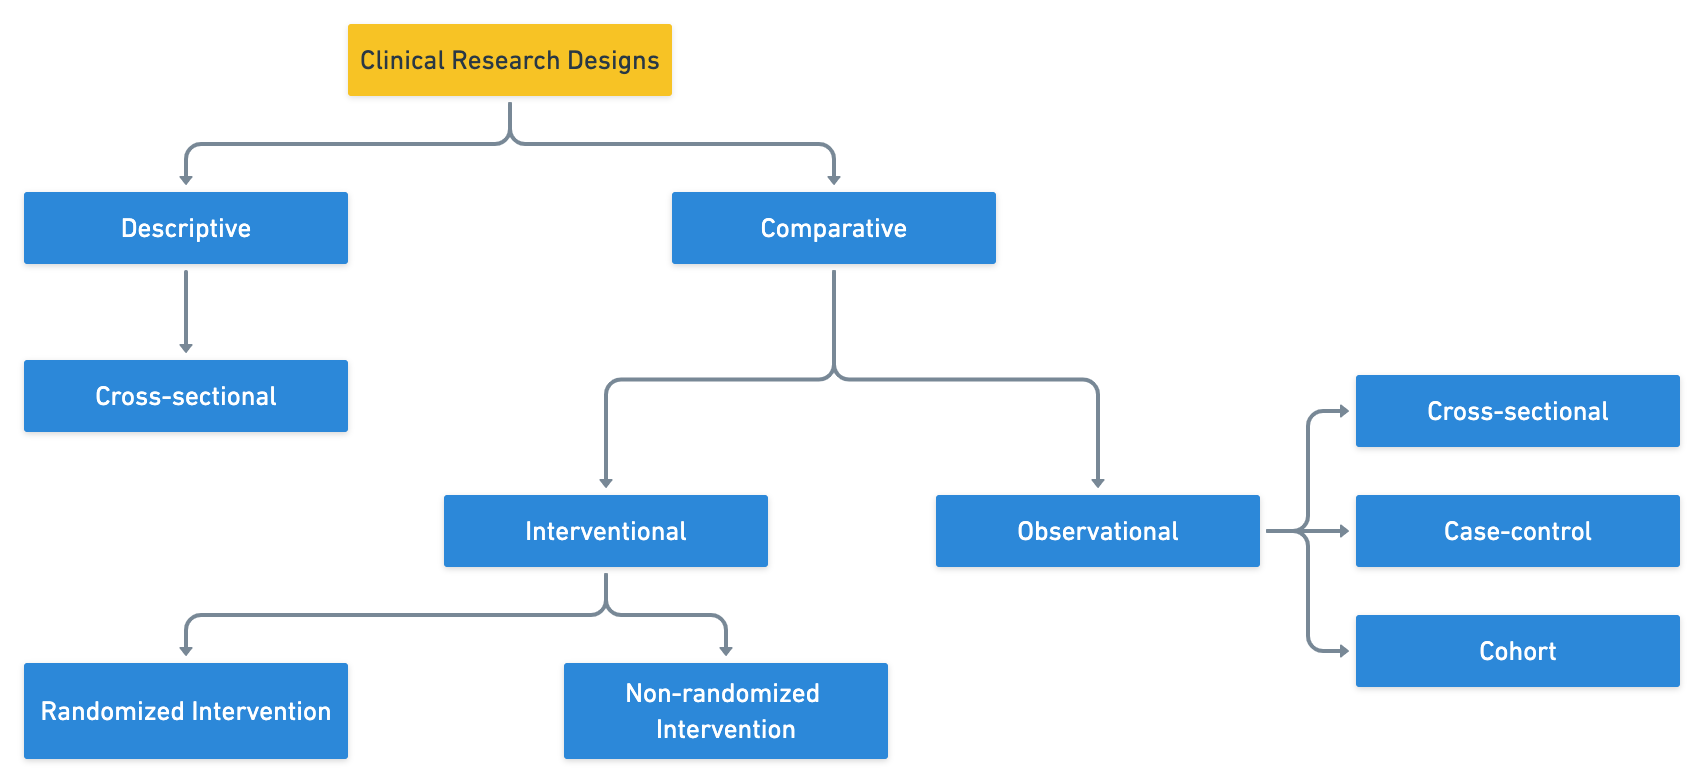 Clinical Research Designs
Descriptive
Comparative
Cross-sectional
Cross-sectional
Interventional
Observational
Case-control
Cohort
Randomized Intervention
Non-randomized
Intervention